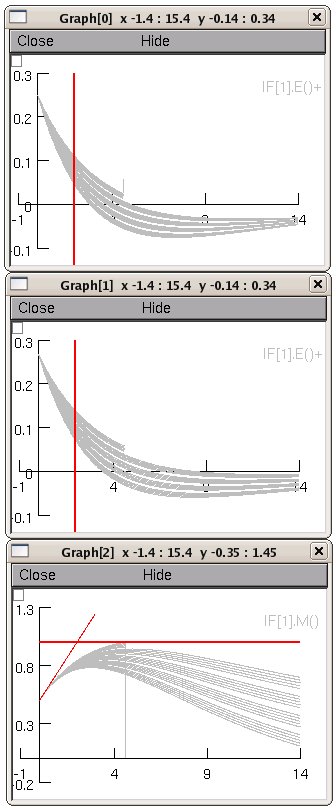 Graph[0] x -1.4 : 15.4 y -0.14 : 0.34
Close Hide
0.3
IF[1].E()+
0.2
0.1
-1 0 4 9 14
-0.1
Graph[1] x -1.4 : 15.4 y -0.14 : 0.34
Close Hide
0.3
IF[1].E()+
0.2
0.1
-1 0 4 9 14
-0.1
Graph[2] x -1.4 : 15.4 y -0.35 : 1.45
Close Hide
1.3
IF[1].M()
0.8
0.3
-1 4 9 14
-0.2